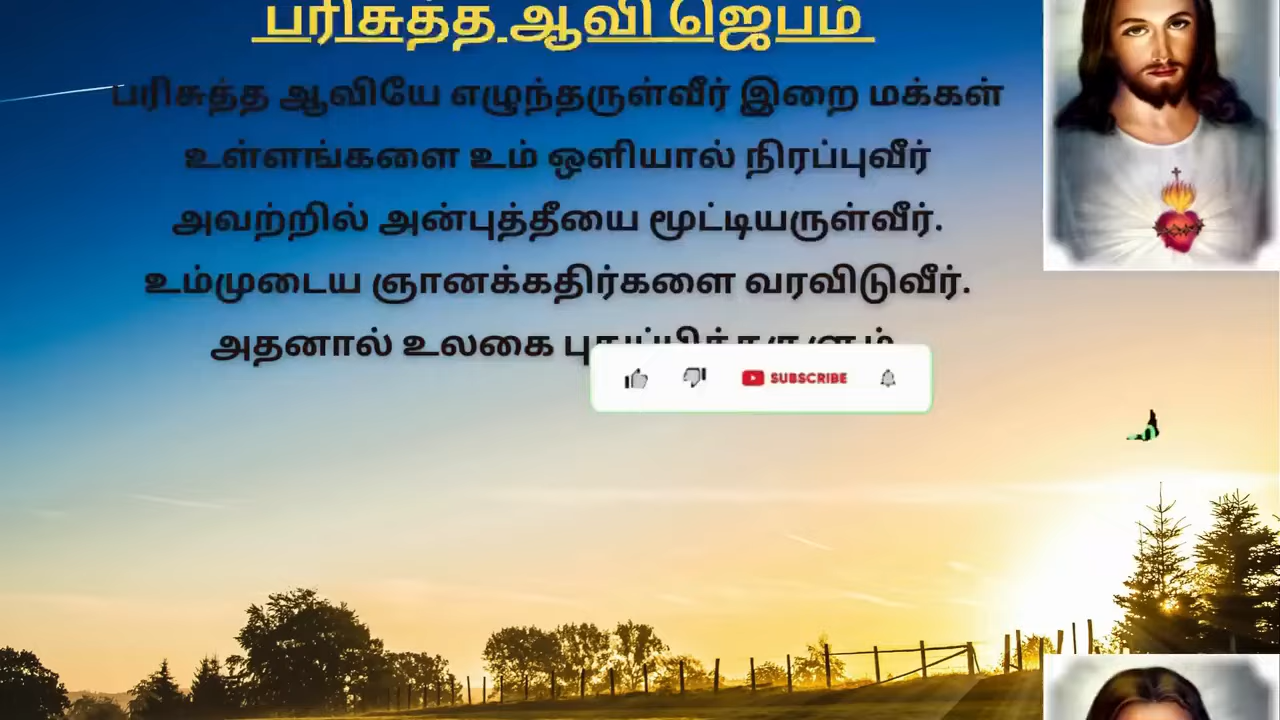 பரிசுத்த ஆவி ஜெபம்
பரிசுத்த ஆவியே எழுந்தருள்வீர் இறை மக்கள்
உள்ளங்களை உம் ஒளியால் நிரப்புவீர்
அவற்றில் அன்புத்தீயை மூட்டியருள்வீர்.
உம்முடைய ஞானக்கதிர்களை வரவிடுவீர்.
அதனால் உலகை
SUBSCRIBE